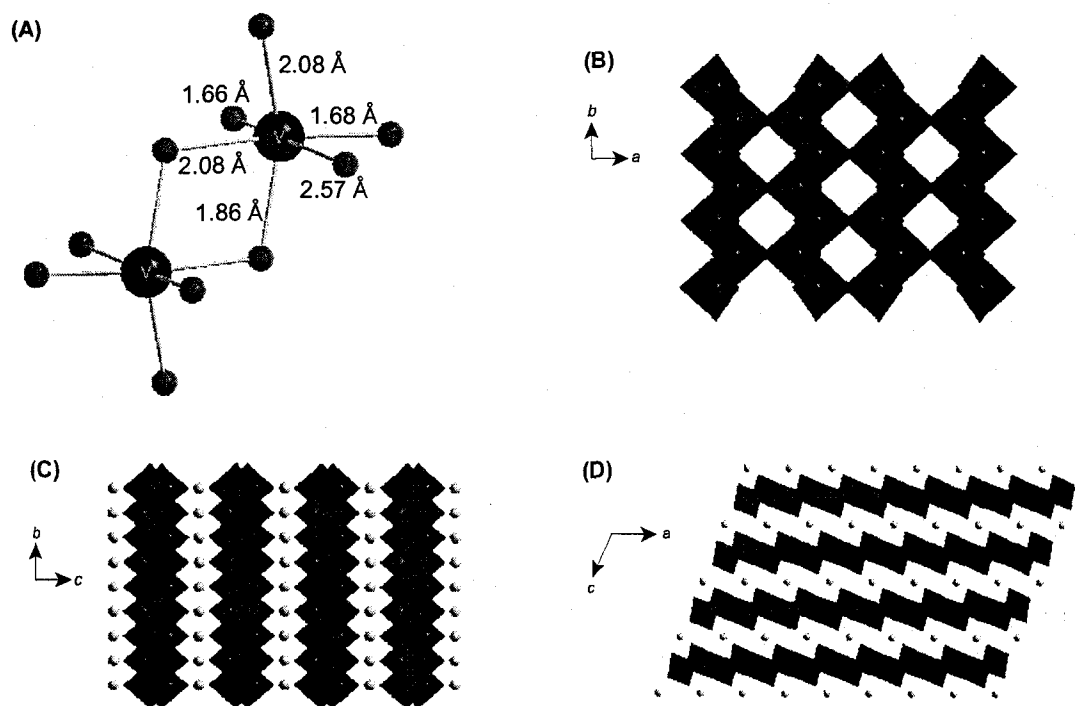 (A)
2.08 Å
1.66 Å
1.68 Å
V
2.08 Å
2.57 Å
1.86 Å
V
(B)
b
a
(C)
b
c
(D)
a
c